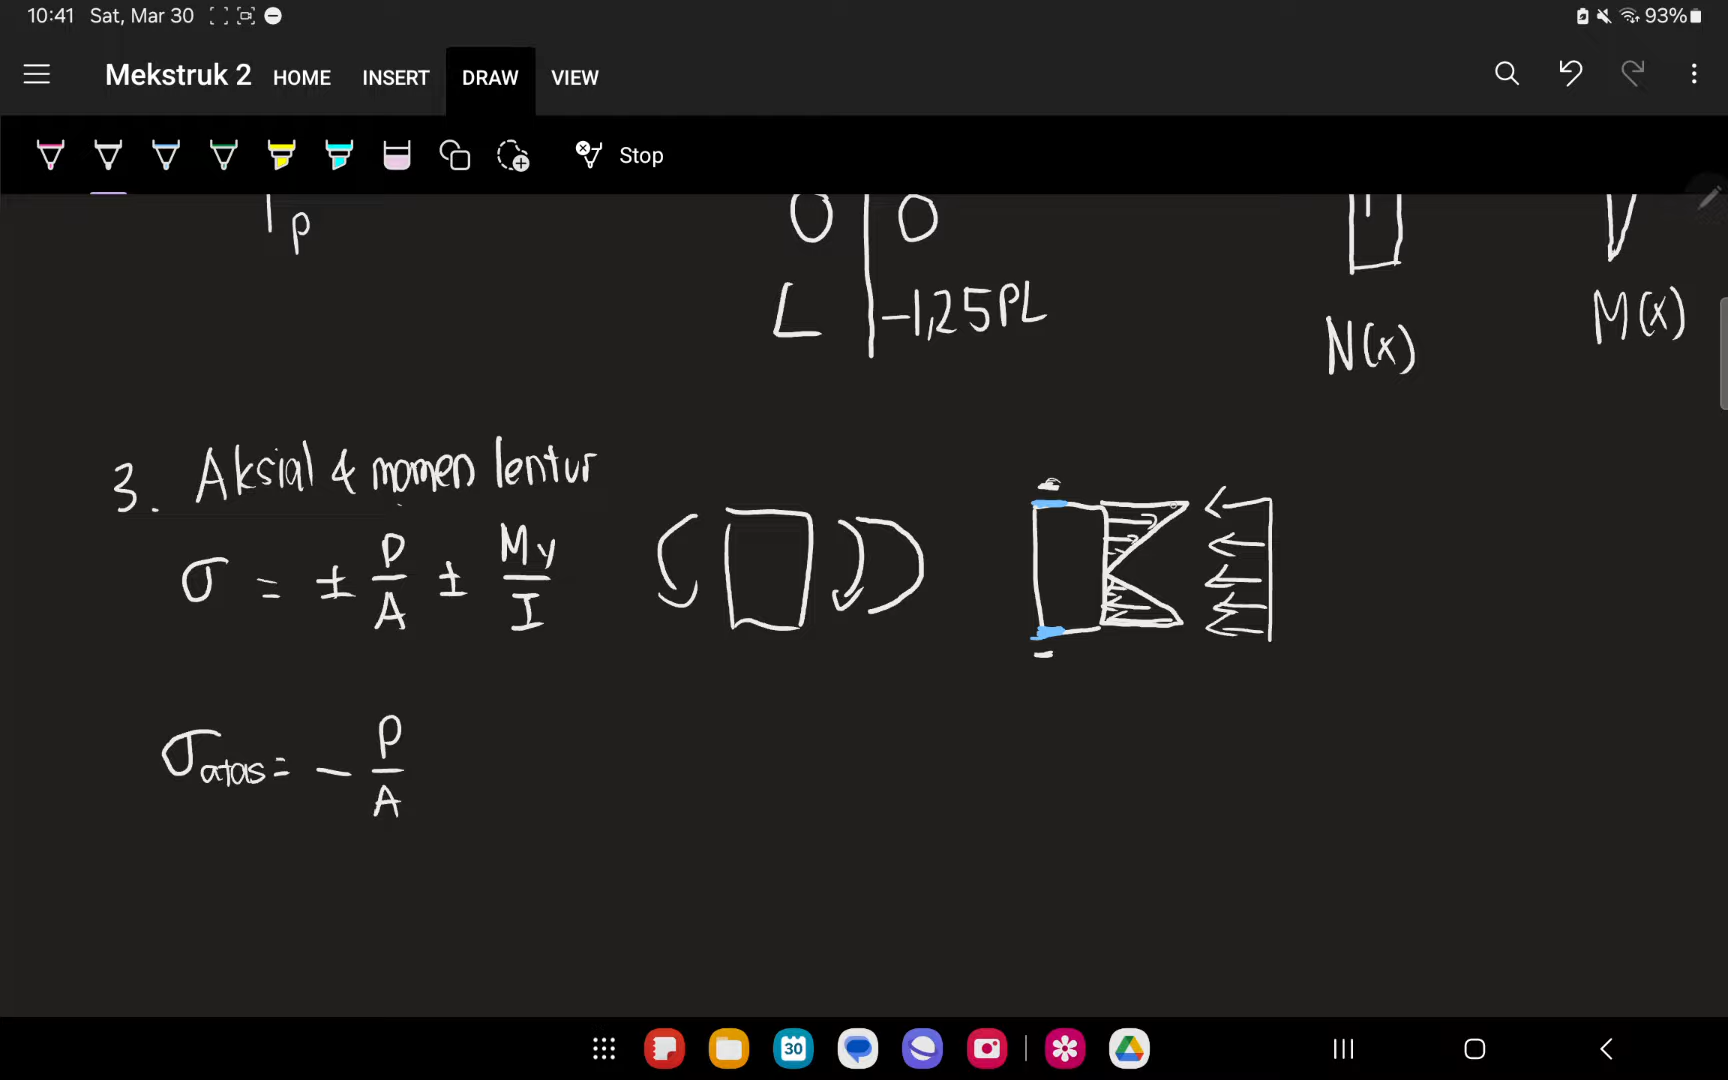 10:41 Sat, Mar 30 93%
Mekstruk 2 HOME INSERT DRAW VIEW
Stop
P
0 | 0
L | -1,25PL
N(x)
M(x)
3. Aksial & momen lentur
σ = ± P/A ± My/I
σatas = - P/A
30